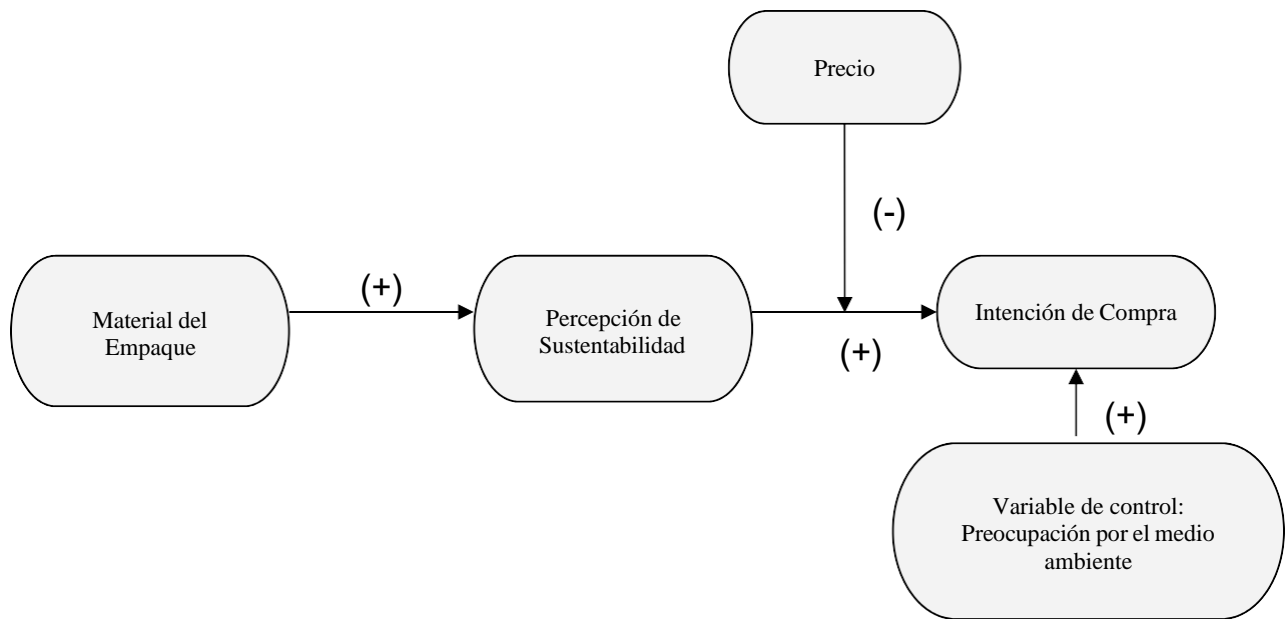 Precio
(-)
(+)
Material del
Empaque
Percepción de
Sustentabilidad
Intención de Compra
(+)
(+)
Variable de control:
Preocupación por el medio
ambiente